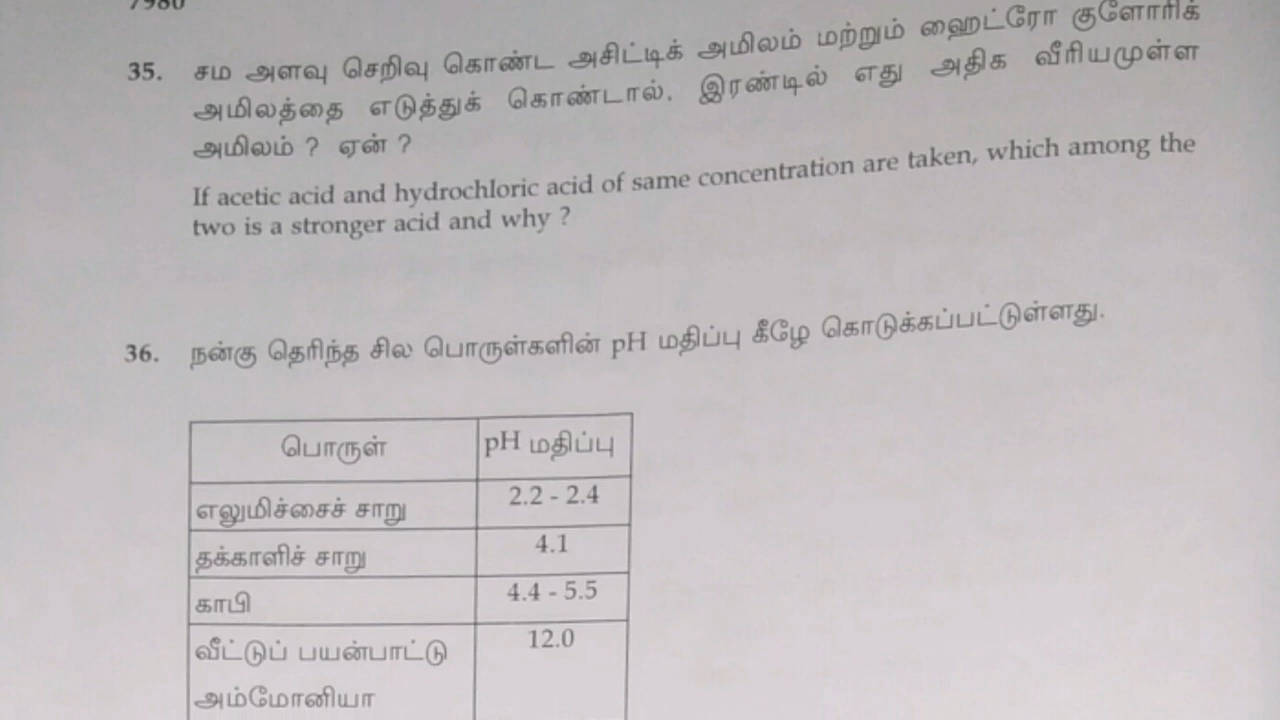 7980
35. சம அளவு செறிவு கொண்ட அசிட்டிக் அமிலம் மற்றும் ஹைட்ரோ குளோரிக்
அமிலத்தை எடுத்துக் கொண்டால், இரண்டில் எது அதிக வீரியமுள்ள
அமிலம் ? ஏன் ?
If acetic acid and hydrochloric acid of same concentration are taken, which among the
two is a stronger acid and why ?
36. நன்கு தெரிந்த சில பொருள்களின் pH மதிப்பு கீழே கொடுக்கப்பட்டுள்ளது.
பொருள் pH மதிப்பு
எலுமிச்சைச் சாறு 2.2 - 2.4
தக்காளிச் சாறு 4.1
காபி 4.4 - 5.5
வீட்டுப் பயன்பாட்டு 12.0
அம்மோனியா